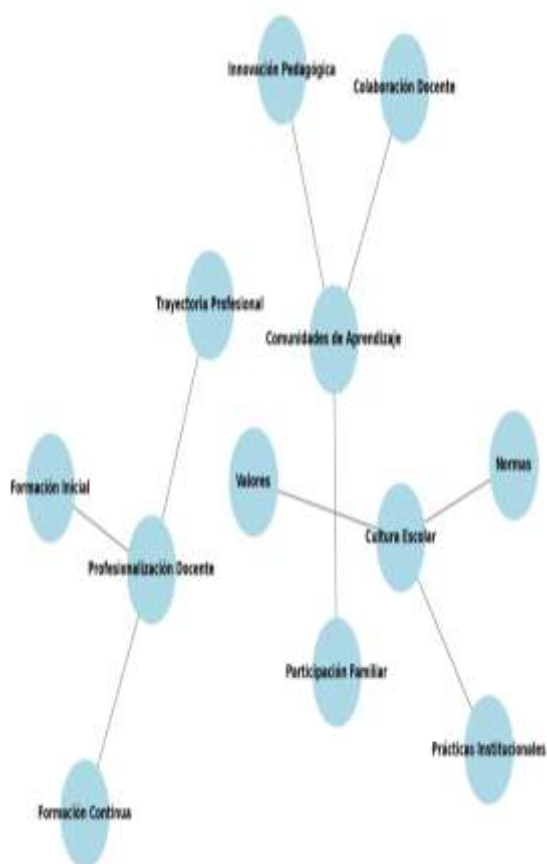 Innovación Pedagógica
Colaboración Docente
Trayectoria Profesional
Comunidades de Aprendizaje
Normas
Valores
Formación Inicial
Cultura Escolar
Profesionalización Docente
Participación Familiar
Prácticas Institucionales
Formación Continua